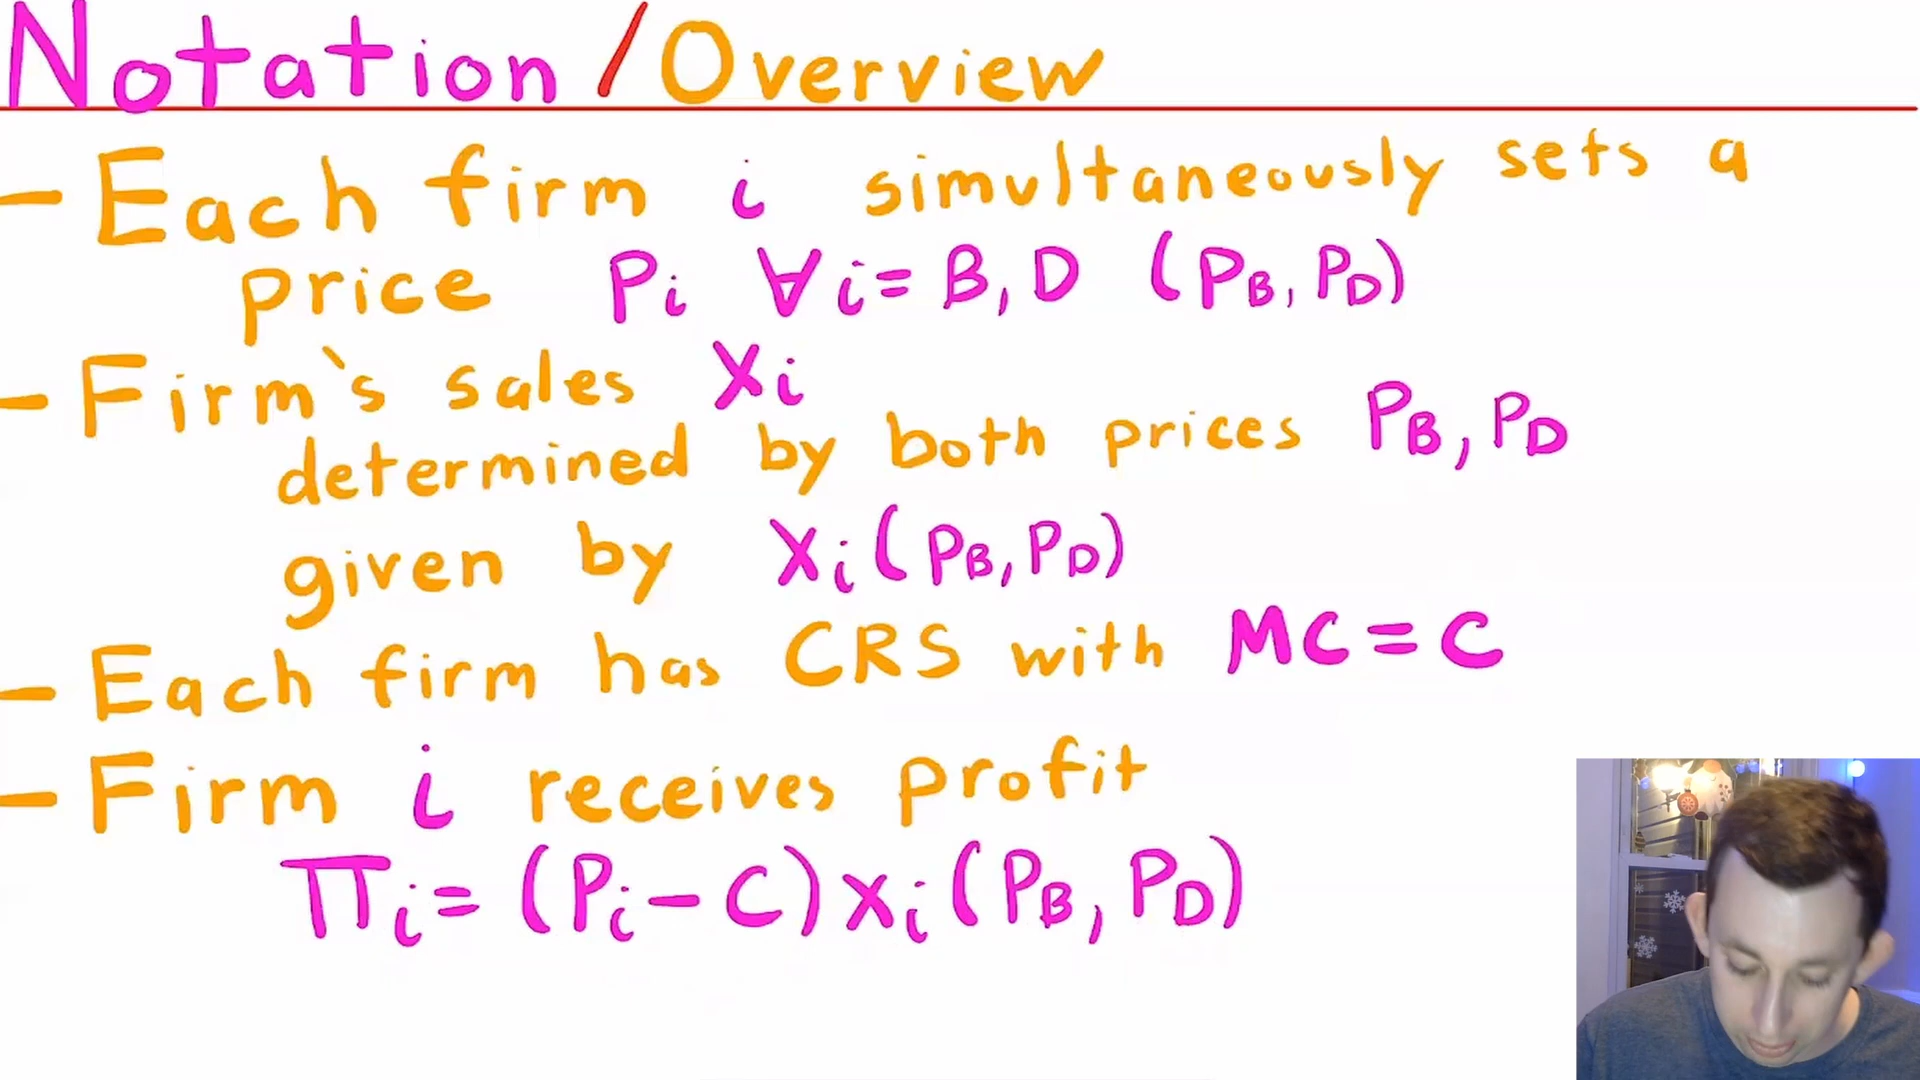 Notation / Overview
- Each firm i simultaneously sets a
price Pi ∀i = B, D (PB, PD)
- Firm's sales Xi
determined by both prices PB, PD
given by Xi (PB, PD)
- Each firm has CRS with MC = C
- Firm i receives profit
πi = (Pi - C) xi (PB, PD)